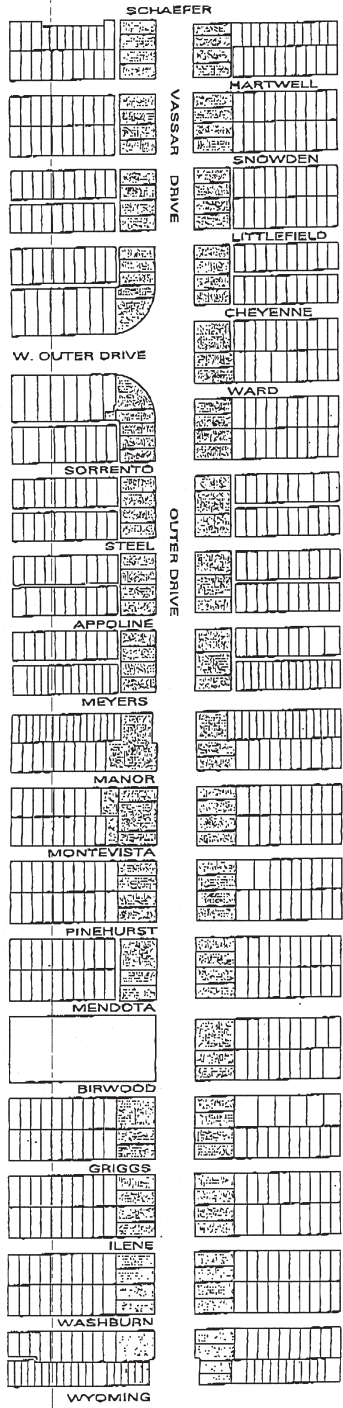 SCHAEFER
HARTWELL
VASSAR DRIVE
SNOWDEN
LITTLEFIELD
CHEYENNE
W. OUTER DRIVE
WARD
SORRENTO
OUTER DRIVE
STEEL
APPOLINE
MEYERS
MANOR
MONTEVISTA
PINEHURST
MENDOTA
BIRWOOD
GRIGGS
ILENE
WASHBURN
WYOMING